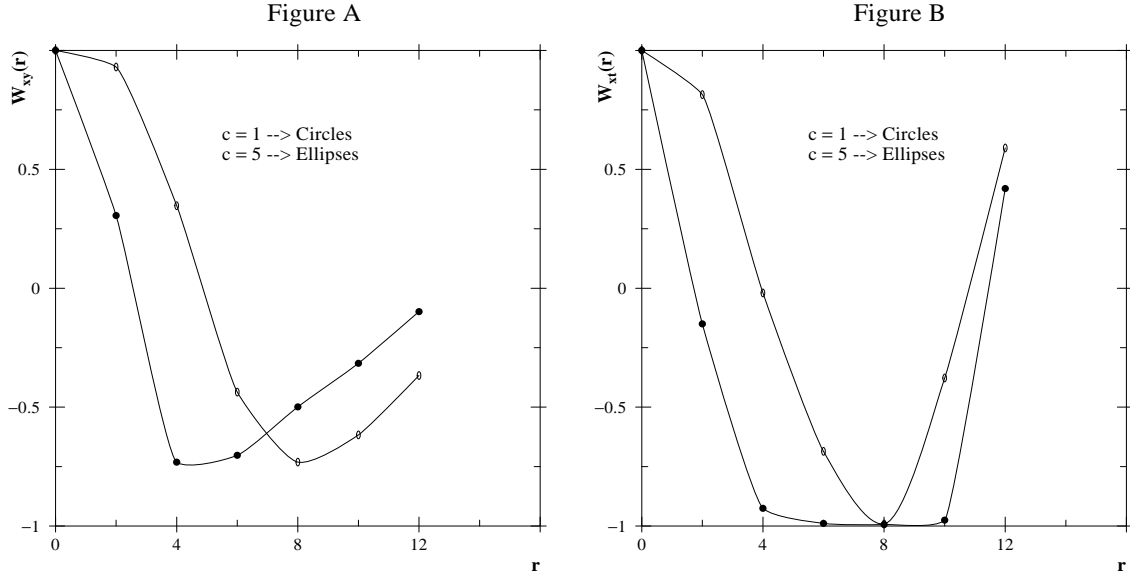 Figure A
W_xy(r)
c = 1 --> Circles
c = 5 --> Ellipses
0.5
0
−0.5
−1
0
4
8
12
r
Figure B
W_xt(r)
c = 1 --> Circles
c = 5 --> Ellipses
0.5
0
−0.5
−1
0
4
8
12
r